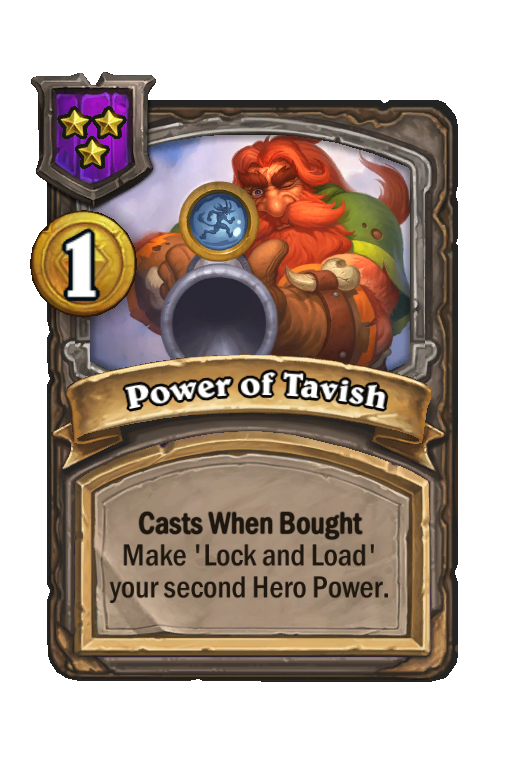 1
Power of Tavish
Casts When Bought
Make 'Lock and Load'
your second Hero Power.